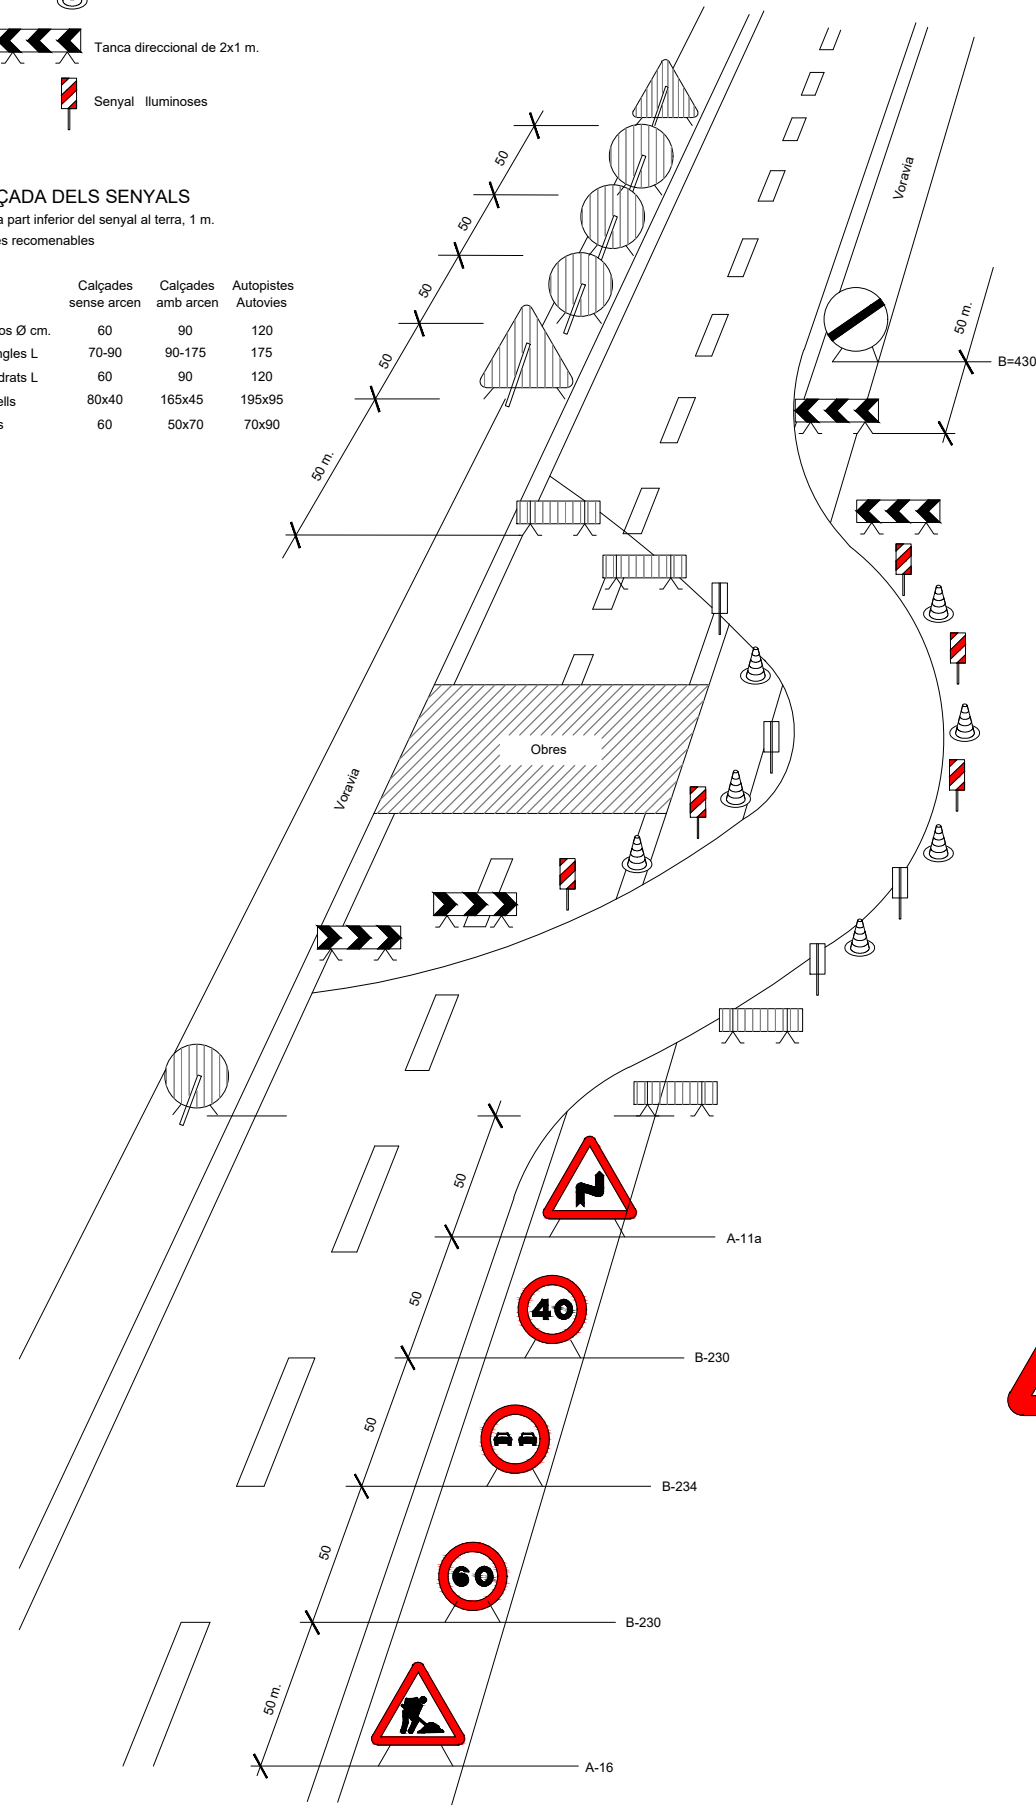 Tanca direccional de 2x1 m.
Senyal lluminoses
ÇADA DELS SENYALS
a part inferior del senyal al terra, 1 m.
es recomenables
Calçades Calçades Autopistes
sense arcen amb arcen Autovies
os Ø cm. 60 90 120
ngles L 70-90 90-175 175
drats L 60 90 120
ells 80x40 165x45 195x95
s 60 50x70 70x90
50
50
50
50
50 m.
Voravia
50 m.
B=430
Obres
Voravia
50
A-11a
50
40
B-230
50
B-234
50
60
B-230
50 m.
A-16